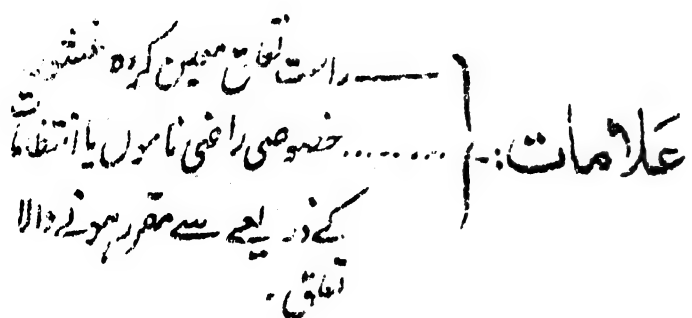 علامات:-
——— راست تعلق معین کردہ
........ خصوصی راضی ناموں یا انتظامات
کے ذریعے سے مقرر ہونے والا
تعلق۔